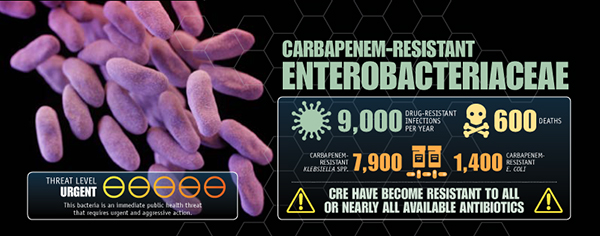 CARBAPENEM-RESISTANT
ENTEROBACTERIACEAE
9,000 DRUG-RESISTANT
INFECTIONS
PER YEAR
600 DEATHS
CARBAPENEM-
RESISTANT
KLEBSIELLA SPP.
7,900
1,400
CARBAPENEM-
RESISTANT
E. COLI
CRE HAVE BECOME RESISTANT TO ALL
OR NEARLY ALL AVAILABLE ANTIBIOTICS
THREAT LEVEL
URGENT
This bacteria is an immediate public health threat
that requires urgent and aggressive action.